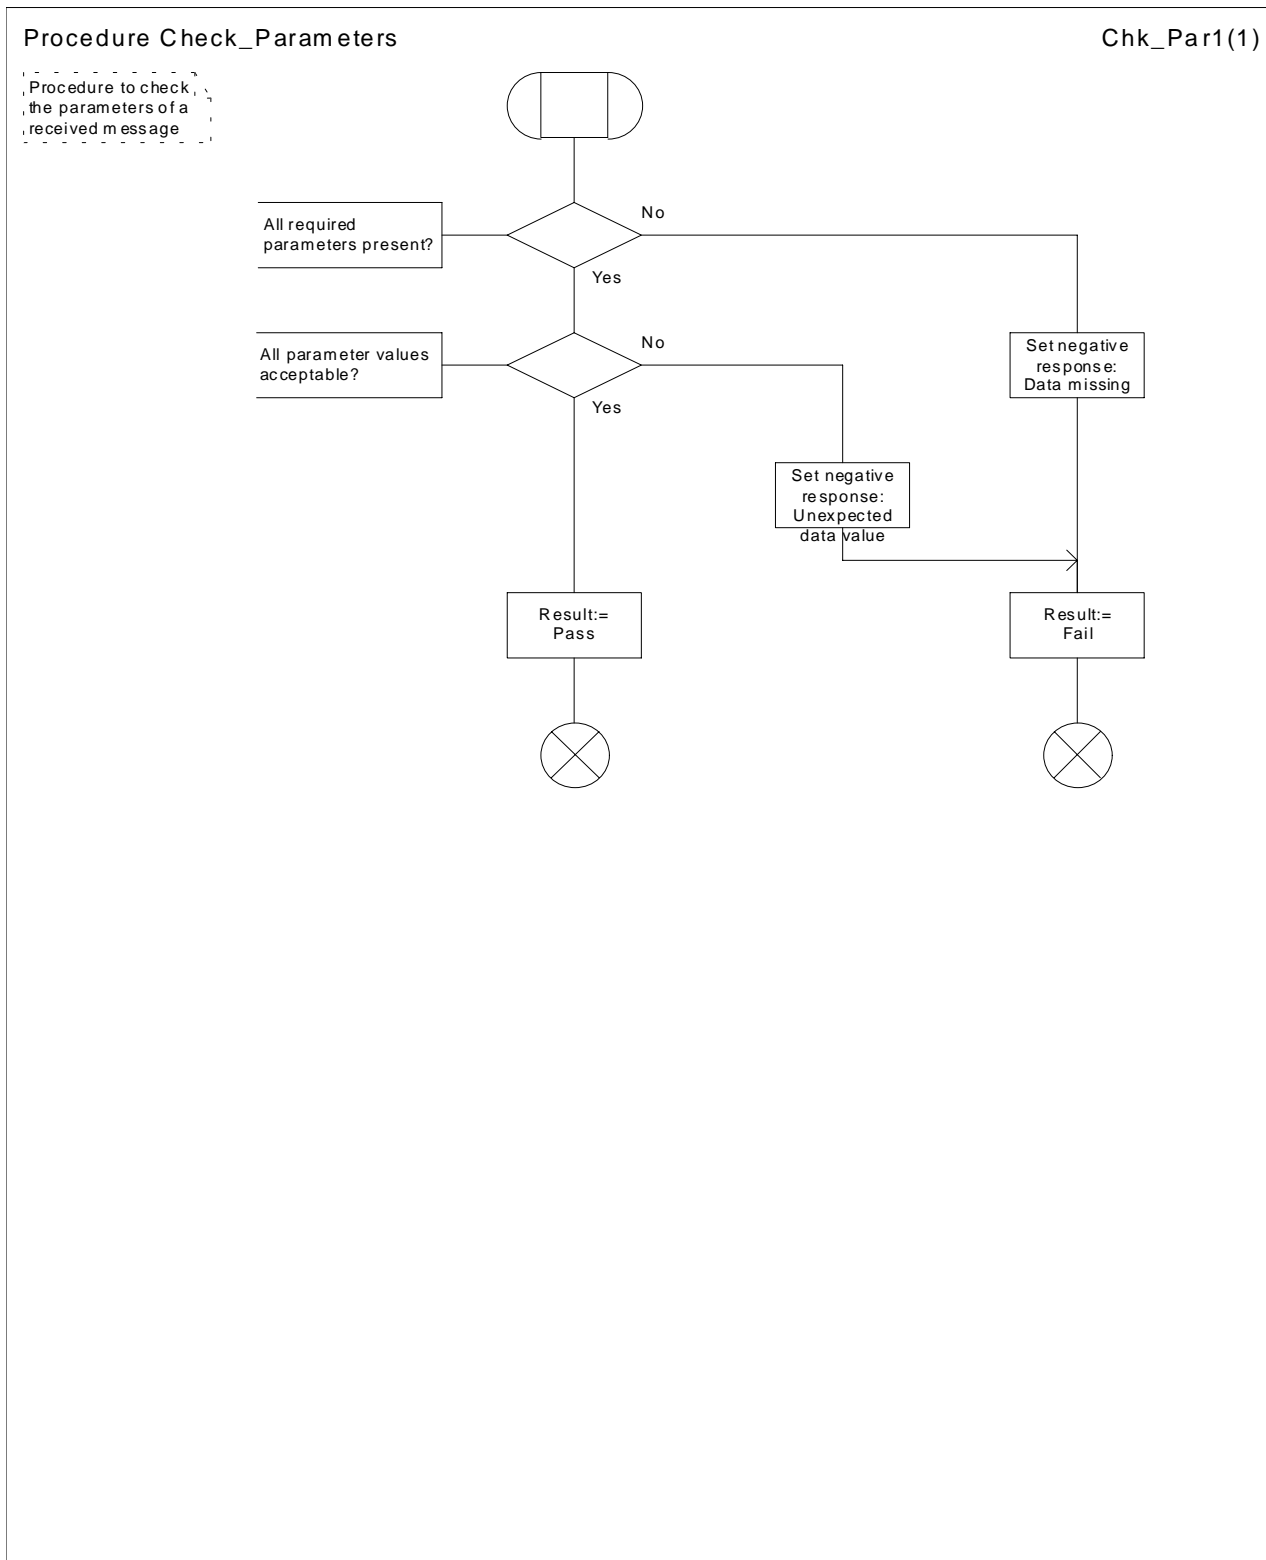 Procedure Check_Parameters
Chk_Par1(1)
Procedure to check
the parameters of a
received message
No
All required
parameters present?
Yes
No
All parameter values
acceptable?
Set negative
response:
Data missing
Yes
Set negative
response:
Unexpected
data value
Result:=
Pass
Result:=
Fail